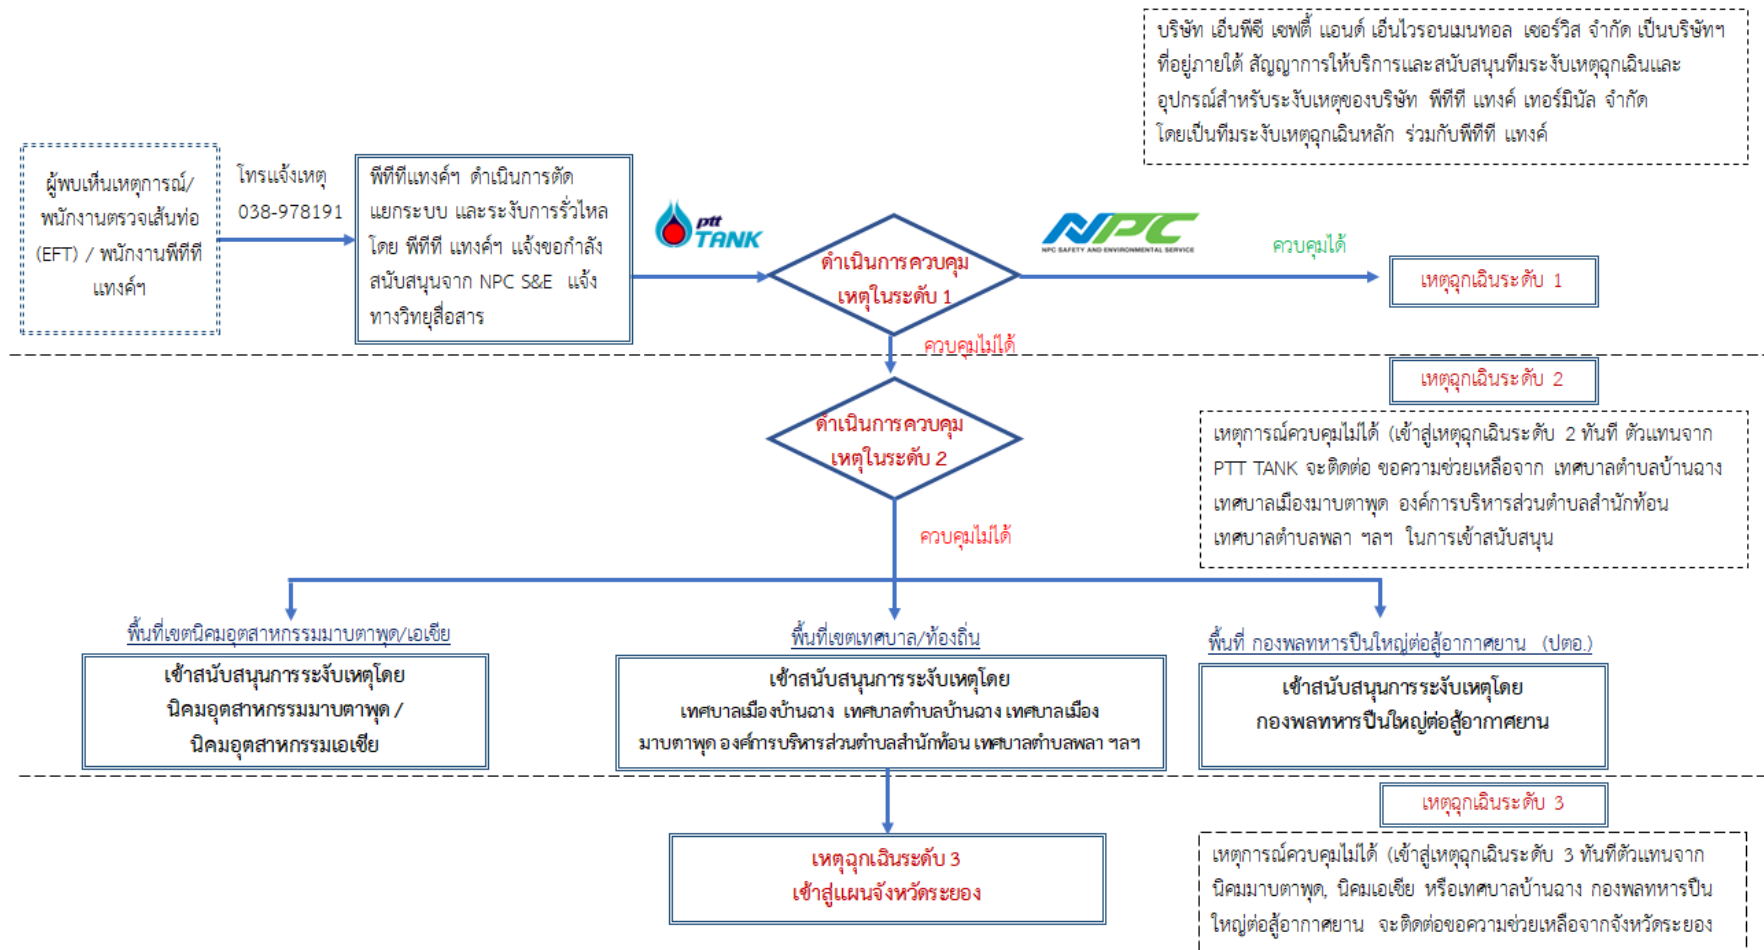 บริษัท เอ็นพีซี เซฟตี้ แอนด์ เอ็นไวรอนเมนทอล เซอร์วิส จำกัด เป็นบริษัทฯ
ที่อยู่ภายใต้ สัญญาการให้บริการและสนับสนุนทีมระงับเหตุฉุกเฉินและ
อุปกรณ์สำหรับระงับเหตุของบริษัท พีทีที แทงค์ เทอร์มินัล จำกัด
โดยเป็นทีมระงับเหตุฉุกเฉินหลัก ร่วมกับพีทีที แทงค์
ผู้พบเห็นเหตุการณ์/
พนักงานตรวจเส้นท่อ
(EFT) / พนักงานพีทีที
แทงค์ฯ
โทรแจ้งเหตุ
038-978191
พีทีทีแทงค์ฯ ดำเนินการตัด
แยกระบบ และระงับการรั่วไหล
โดย พีทีที แทงค์ฯ แจ้งขอกำลัง
สนับสนุนจาก NPC S&E แจ้ง
ทางวิทยุสื่อสาร
ptt
TANK
ดำเนินการควบคุม
เหตุในระดับ 1
NPC
NPC SAFETY AND ENVIRONMENTAL SERVICE
ควบคุมได้
เหตุฉุกเฉินระดับ 1
ควบคุมไม่ได้
เหตุฉุกเฉินระดับ 2
ดำเนินการควบคุม
เหตุในระดับ 2
เหตุการณ์ควบคุมไม่ได้ (เข้าสู่เหตุฉุกเฉินระดับ 2 ทันที ตัวแทนจาก
PTT TANK จะติดต่อ ขอความช่วยเหลือจาก เทศบาลตำบลบ้านฉาง
เทศบาลเมืองมาบตาพุด องค์การบริหารส่วนตำบลสำนักท้อน
เทศบาลตำบลพลา ฯลฯ ในการเข้าสนับสนุน
ควบคุมไม่ได้
พื้นที่เขตนิคมอุตสาหกรรมมาบตาพุด/เอเชีย
เข้าสนับสนุนการระงับเหตุโดย
นิคมอุตสาหกรรมมาบตาพุด /
นิคมอุตสาหกรรมเอเชีย
พื้นที่เขตเทศบาล/ท้องถิ่น
เข้าสนับสนุนการระงับเหตุโดย
เทศบาลเมืองบ้านฉาง เทศบาลตำบลบ้านฉาง เทศบาลเมือง
มาบตาพุด องค์การบริหารส่วนตำบลสำนักท้อน เทศบาลตำบลพลา ฯลฯ
พื้นที่ กองพลทหารปืนใหญ่ต่อสู้อากาศยาน (ปตอ.)
เข้าสนับสนุนการระงับเหตุโดย
กองพลทหารปืนใหญ่ต่อสู้อากาศยาน
เหตุฉุกเฉินระดับ 3
เหตุฉุกเฉินระดับ 3
เข้าสู่แผนจังหวัดระยอง
เหตุการณ์ควบคุมไม่ได้ (เข้าสู่เหตุฉุกเฉินระดับ 3 ทันทีตัวแทนจาก
นิคมมาบตาพุด, นิคมเอเชีย หรือเทศบาลบ้านฉาง กองพลทหารปืน
ใหญ่ต่อสู้อากาศยาน จะติดต่อขอความช่วยเหลือจากจังหวัดระยอง